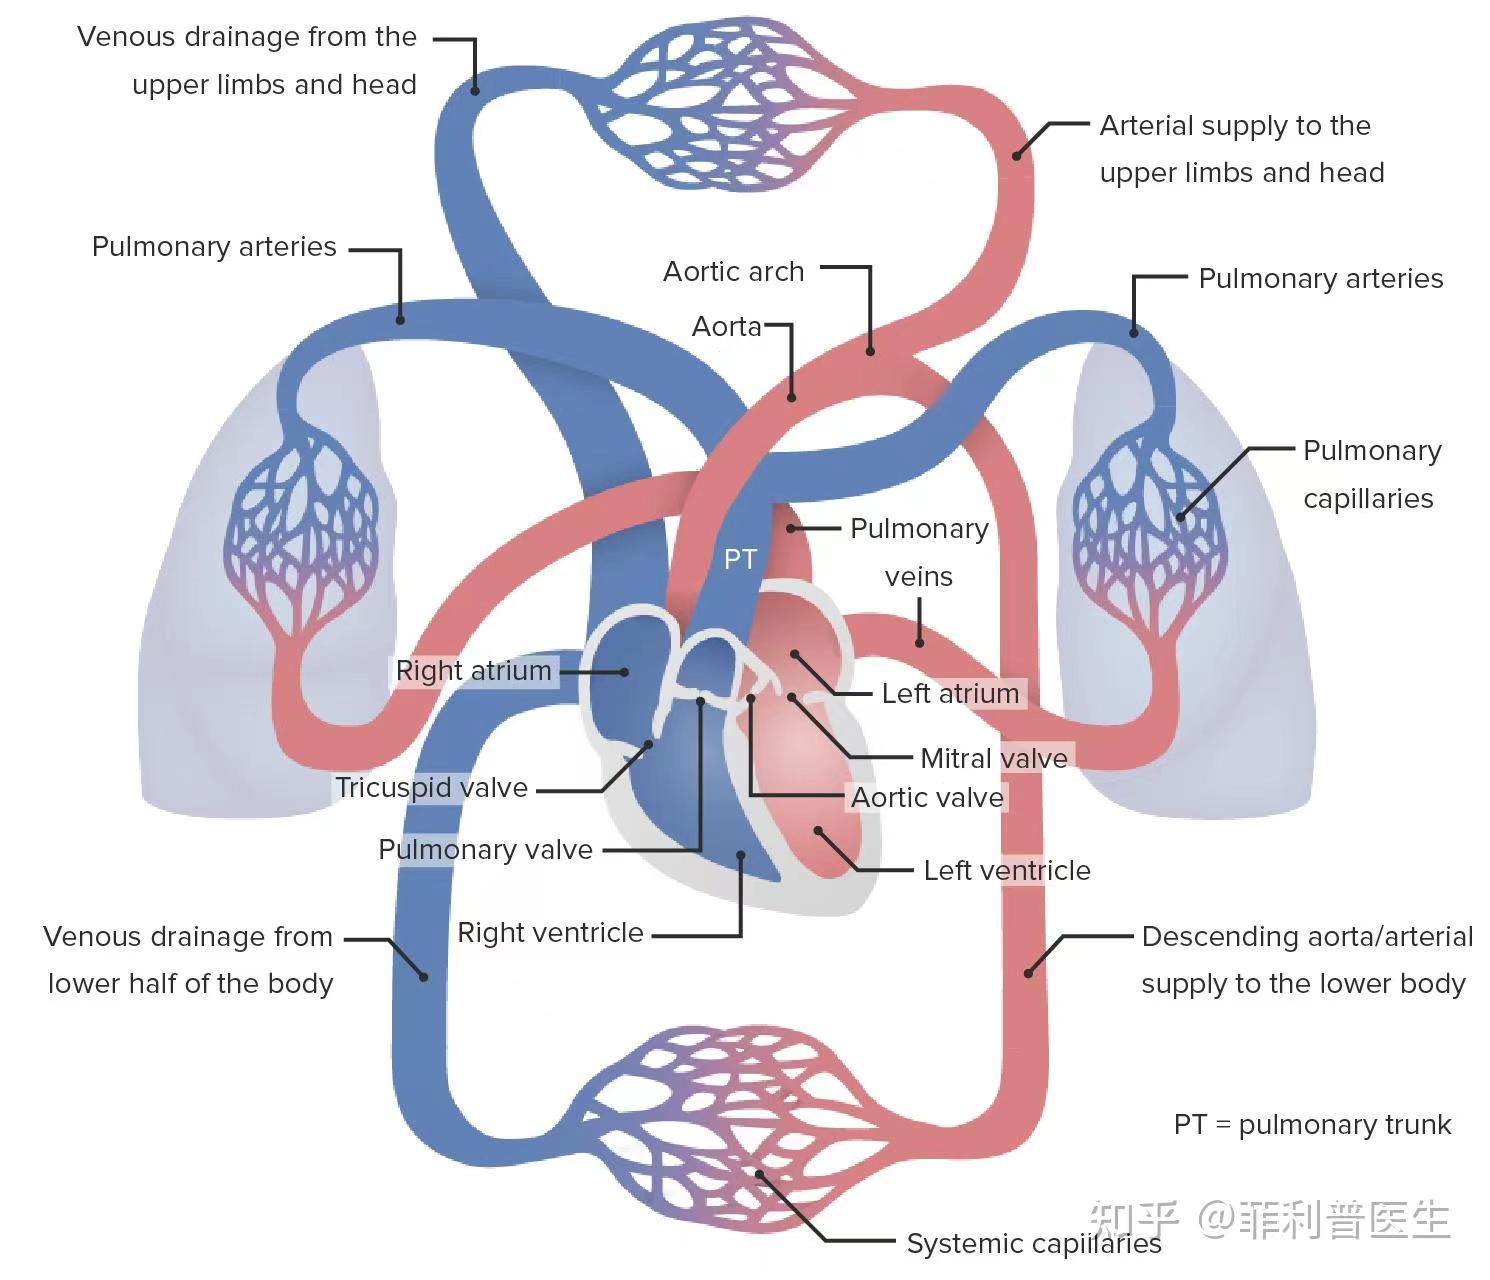 Venous drainage from the
upper limbs and head
Arterial supply to the
upper limbs and head
Pulmonary arteries
Aortic arch
Pulmonary arteries
Aorta
Pulmonary
capillaries
Pulmonary
veins
PT
Right atrium
Left atrium
Mitral valve
Tricuspid valve
Aortic valve
Pulmonary valve
Left ventricle
Right ventricle
Venous drainage from
lower half of the body
Descending aorta/arterial
supply to the lower body
PT = pulmonary trunk
知乎 @菲利普医生
Systemic capillaries